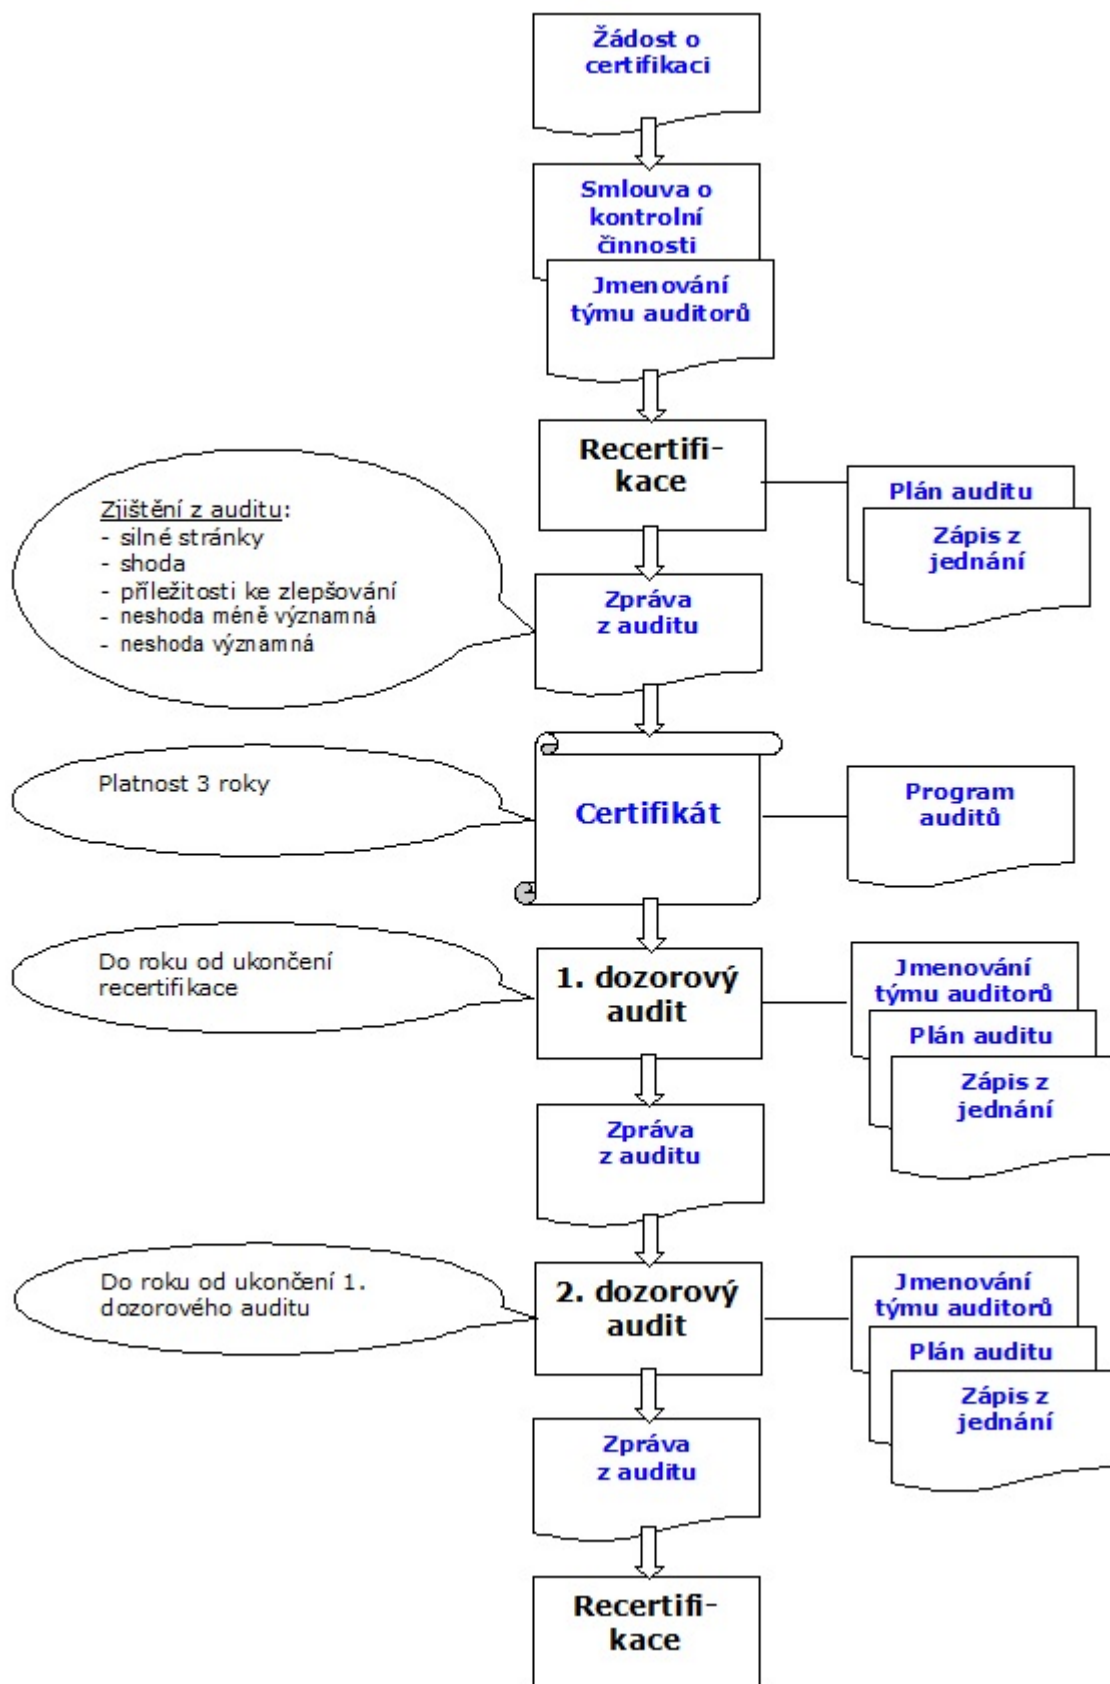 Žádost o
certifikaci
Smlouva o
kontrolní
činnosti
Jmenování
týmu auditorů
Recertifi-
kace
Plán auditu
Zápis z
jednání
Zjištění z auditu:
- silné stránky
- shoda
- příležitosti ke zlepšování
- neshoda méně významná
- neshoda významná
Zpráva
z auditu
Platnost 3 roky
Certifikát
Program
auditů
Do roku od ukončení
recertifikace
1. dozorový
audit
Jmenování
týmu auditorů
Plán auditu
Zápis z
jednání
Zpráva
z auditu
Do roku od ukončení 1.
dozorového auditu
2. dozorový
audit
Jmenování
týmu auditorů
Plán auditu
Zápis z
jednání
Zpráva
z auditu
Recertifi-
kace